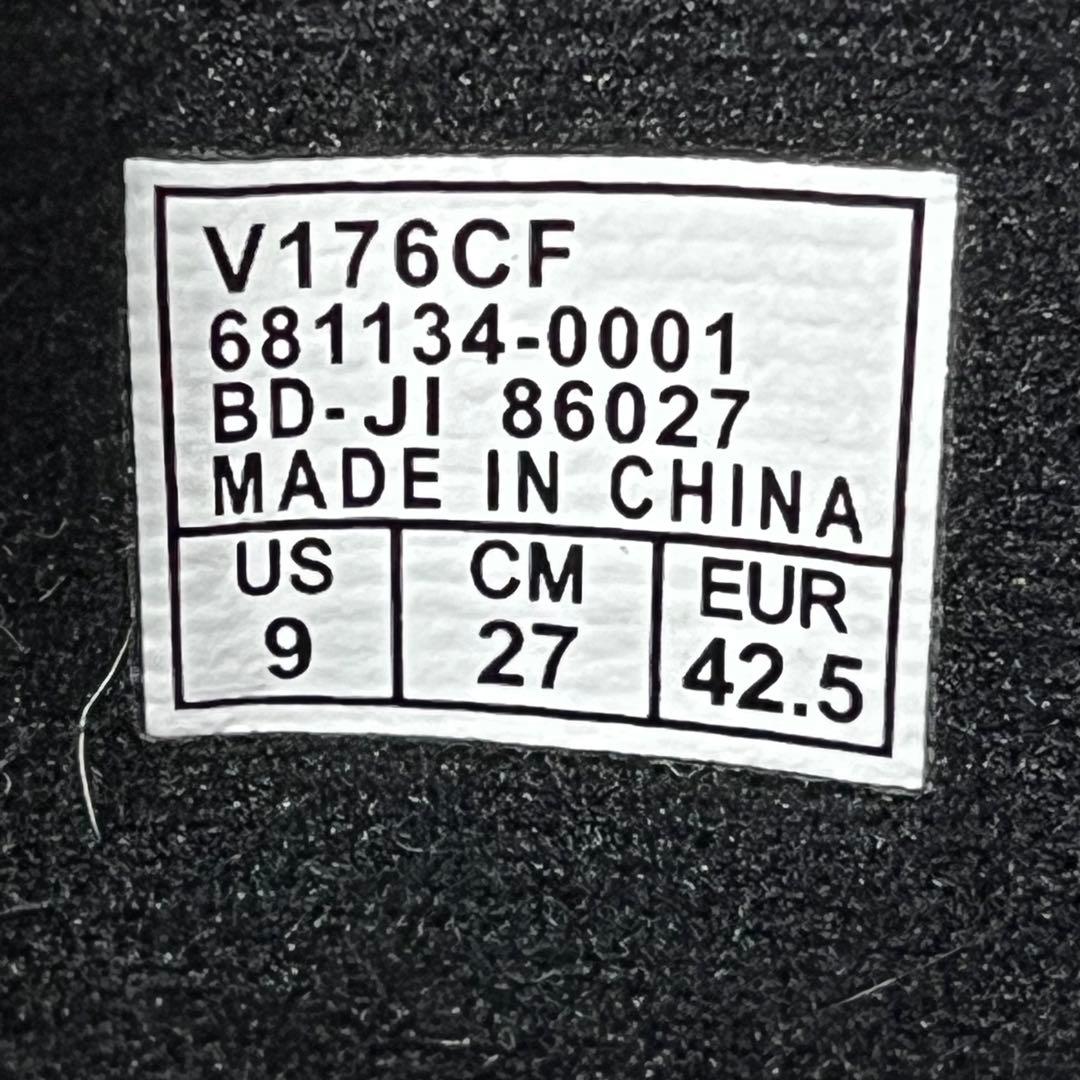 V176CF
681134-0001
BD-JI 86027
MADE IN CHINA
US CM EUR
9 27 42.5